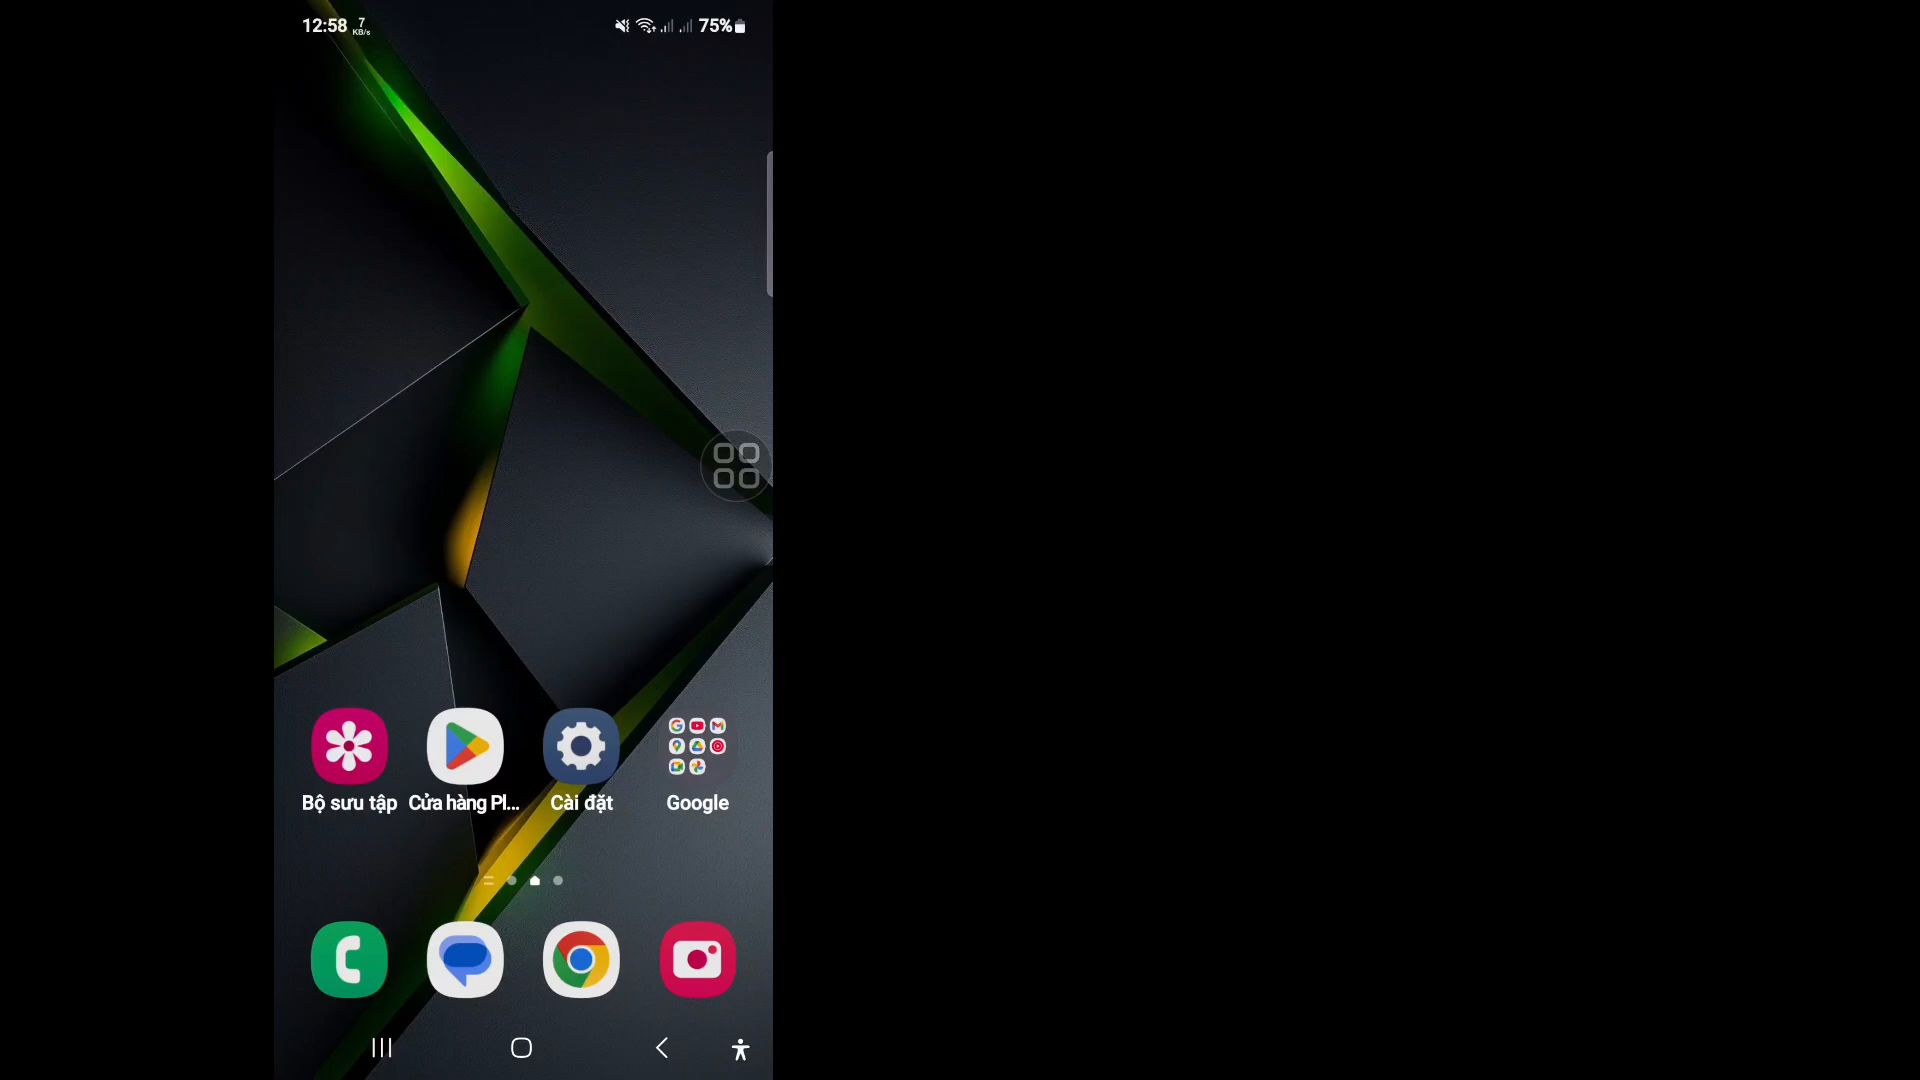 12:58 7 KB/s 75%
Bộ sưu tập Cửa hàng Pl... Cài đặt Google